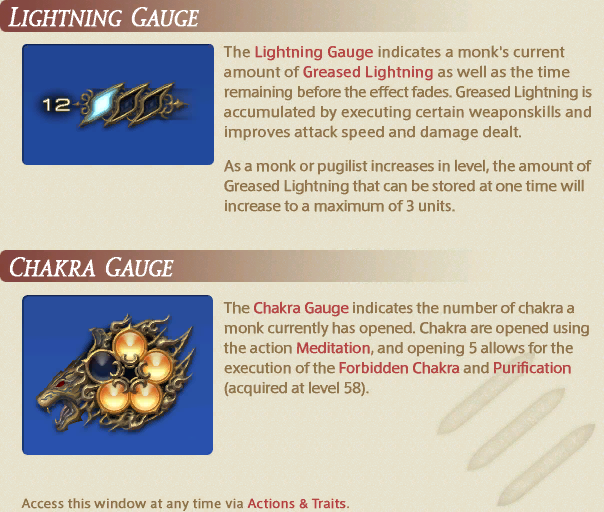 LIGHTNING GAUGE
12
The Lightning Gauge indicates a monk's current
amount of Greased Lightning as well as the time
remaining before the effect fades. Greased Lightning is
accumulated by executing certain weaponskills and
improves attack speed and damage dealt.
As a monk or pugilist increases in level, the amount of
Greased Lightning that can be stored at one time will
increase to a maximum of 3 units.
CHAKRA GAUGE
The Chakra Gauge indicates the number of chakra a
monk currently has opened. Chakra are opened using
the action Meditation, and opening 5 allows for the
execution of the Forbidden Chakra and Purification
(acquired at level 58).
Access this window at any time via Actions & Traits.